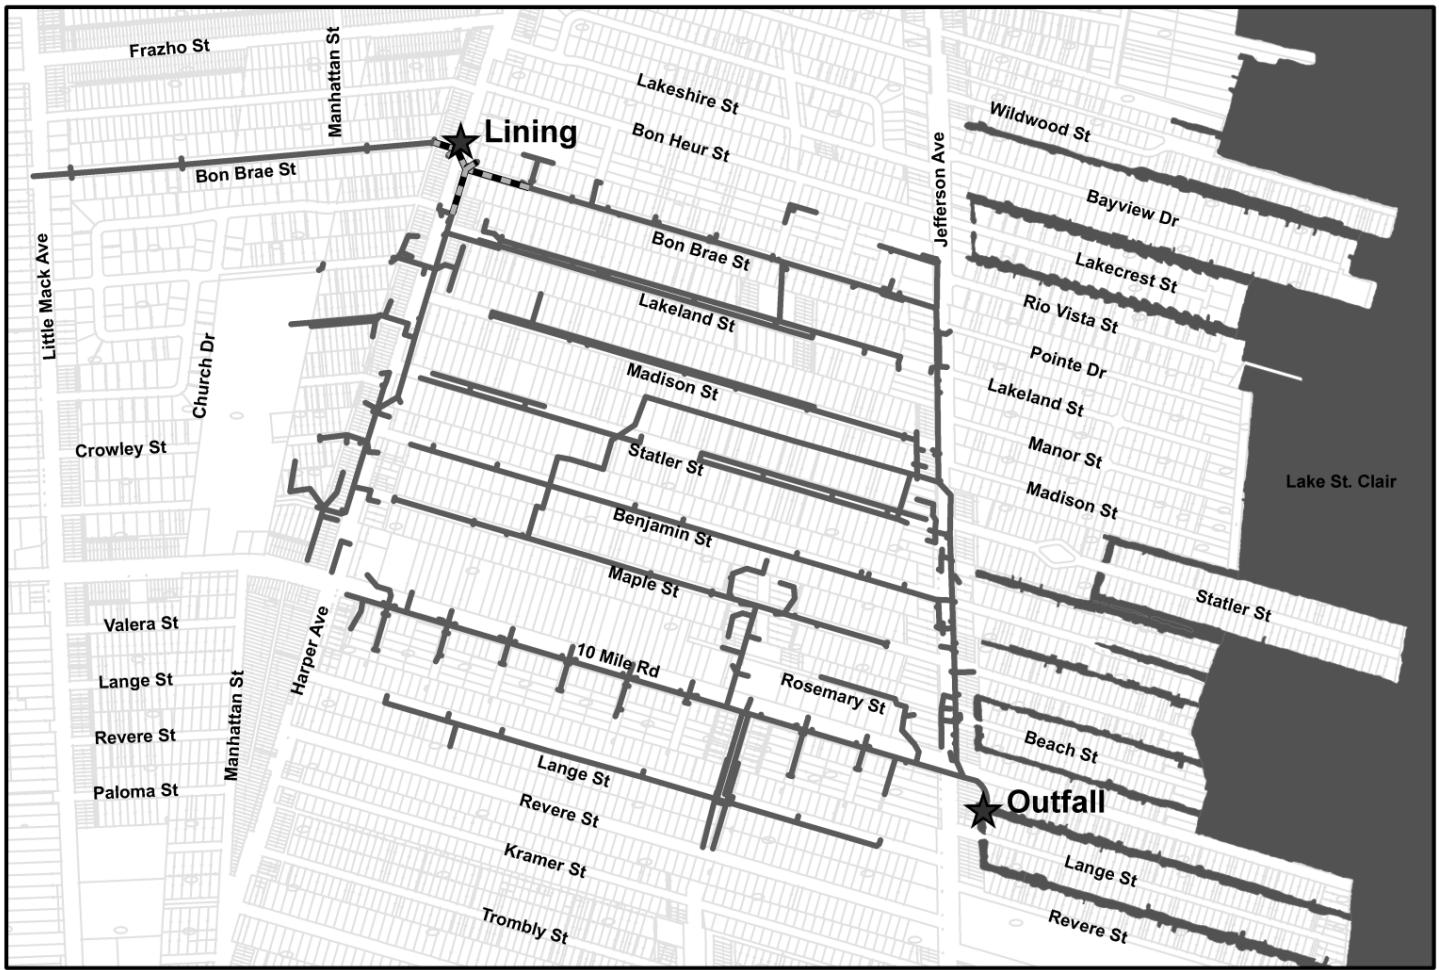 Frazho St
Manhattan St
Lakeshire St
Bon Heur St
Wildwood St
Lining
Bon Brae St
Jefferson Ave
Bayview Dr
Little Mack Ave
Bon Brae St
Lakecrest St
Lakeland St
Rio Vista St
Church Dr
Madison St
Pointe Dr
Lakeland St
Crowley St
Statler St
Manor St
Lake St. Clair
Madison St
Benjamin St
Maple St
Statler St
Valera St
Harper Ave
10 Mile Rd
Lange St
Manhattan St
Rosemary St
Revere St
Beach St
Lange St
Paloma St
Revere St
Outfall
Kramer St
Lange St
Trombly St
Revere St